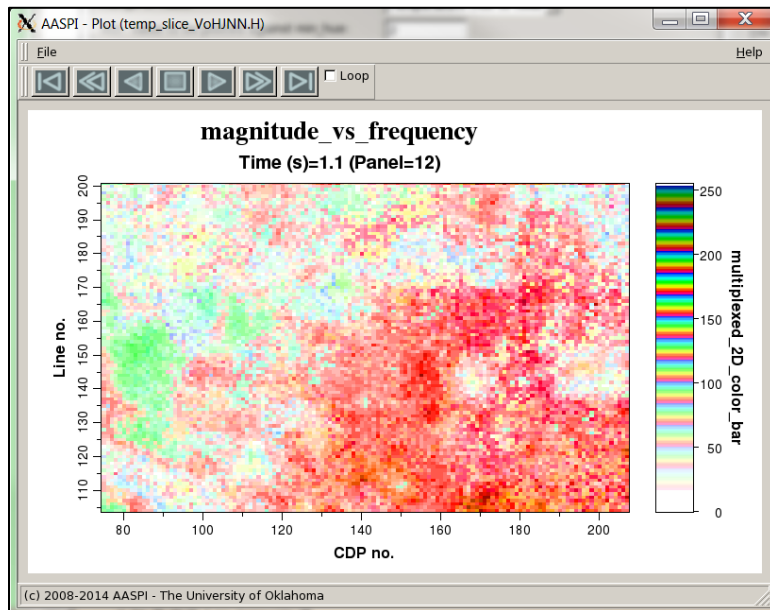 AASPI - Plot (temp_slice_VoHJNN.H)
File
Help
Loop
magnitude_vs_frequency
Time (s)=1.1 (Panel=12)
Line no.
200
190
180
170
160
150
140
130
120
110
80
100
120
140
160
180
200
CDP no.
250
200
150
100
50
0
multiplexed_2D_color_bar
(c) 2008-2014 AASPI - The University of Oklahoma